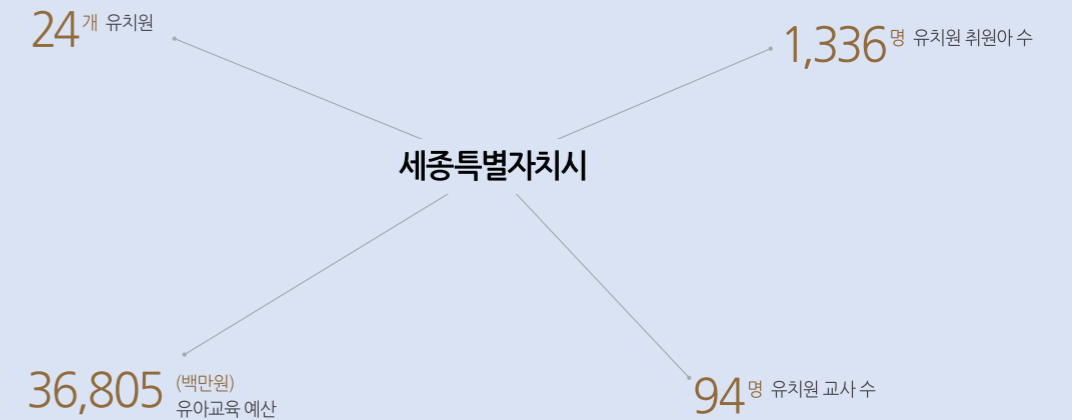 24개 유치원
1,336명 유치원 취원아 수
세종특별자치시
36,805 (백만원)
유아교육 예산
94명 유치원 교사 수